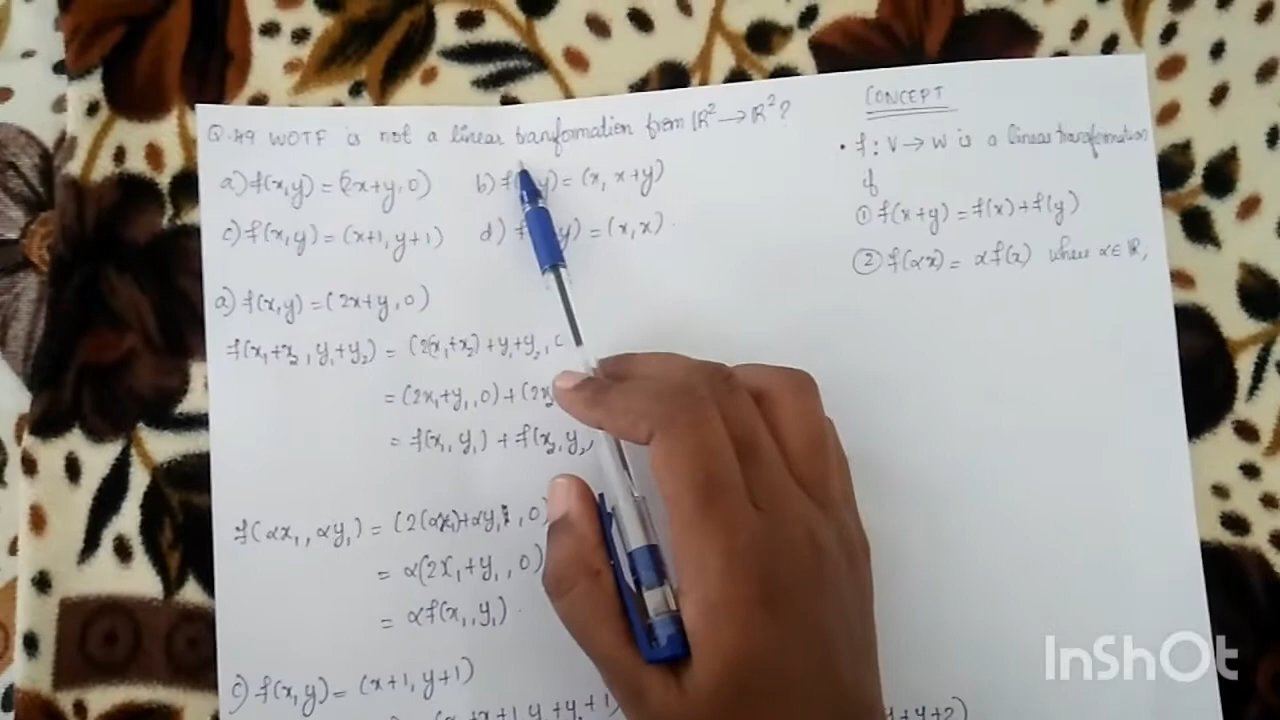 Q.49 WOTF is not a linear tranformation from ℝ² → ℝ² ?
a) f(x,y) = (2x+y, 0) b) f( y) = (x, x+y)
c) f(x,y) = (x+1, y+1) d) f( y) = (x,x).
a) f(x,y) = (2x+y, 0)
f(x₁+x₂, y₁+y₂) = (2(x₁+x₂) + y₁+y₂,
= (2x₁+y₁, 0) + (2x₂
= f(x₁, y₁) + f(x₂, y₂
f(αx₁, αy₁) = (2(αx₁)+αy₁, 0)
= α(2x₁+y₁, 0)
= αf(x₁, y₁).
c) f(x,y) = (x+1, y+1)
CONCEPT
• f: V → W is a linear transformation
if
① f(x+y) = f(x) + f(y)
② f(αx) = αf(x) where α∈ℝ,
InShOt